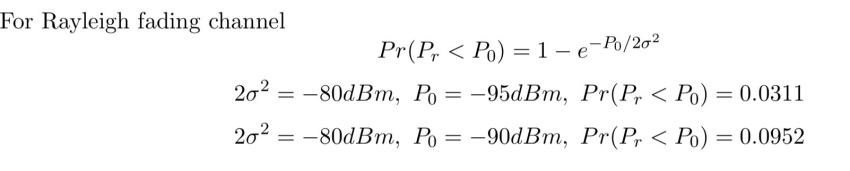 For Rayleigh fading channel
Pr(P_r < P_0) = 1 − e^{−P_0/2σ^2}
2σ^2 = −80dBm, P_0 = −95dBm, Pr(P_r < P_0) = 0.0311
2σ^2 = −80dBm, P_0 = −90dBm, Pr(P_r < P_0) = 0.0952